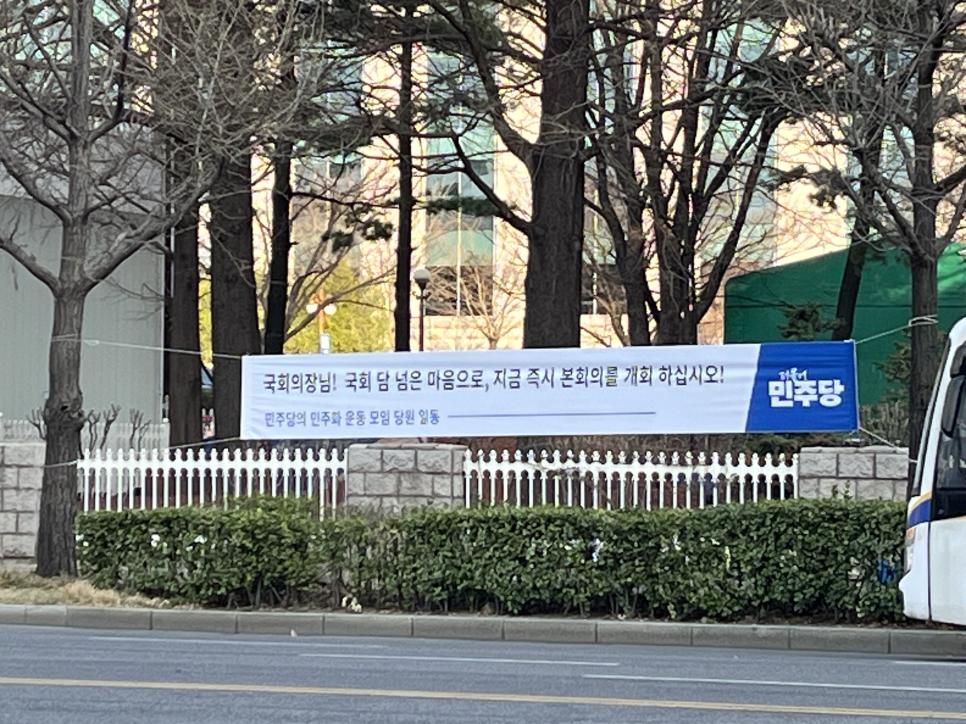 국회의장님! 국회 담 넘은 마음으로, 지금 즉시 본회의를 개회 하십시오!
민주당의 민주화 운동 모임 당원 일동
더불어
민주당